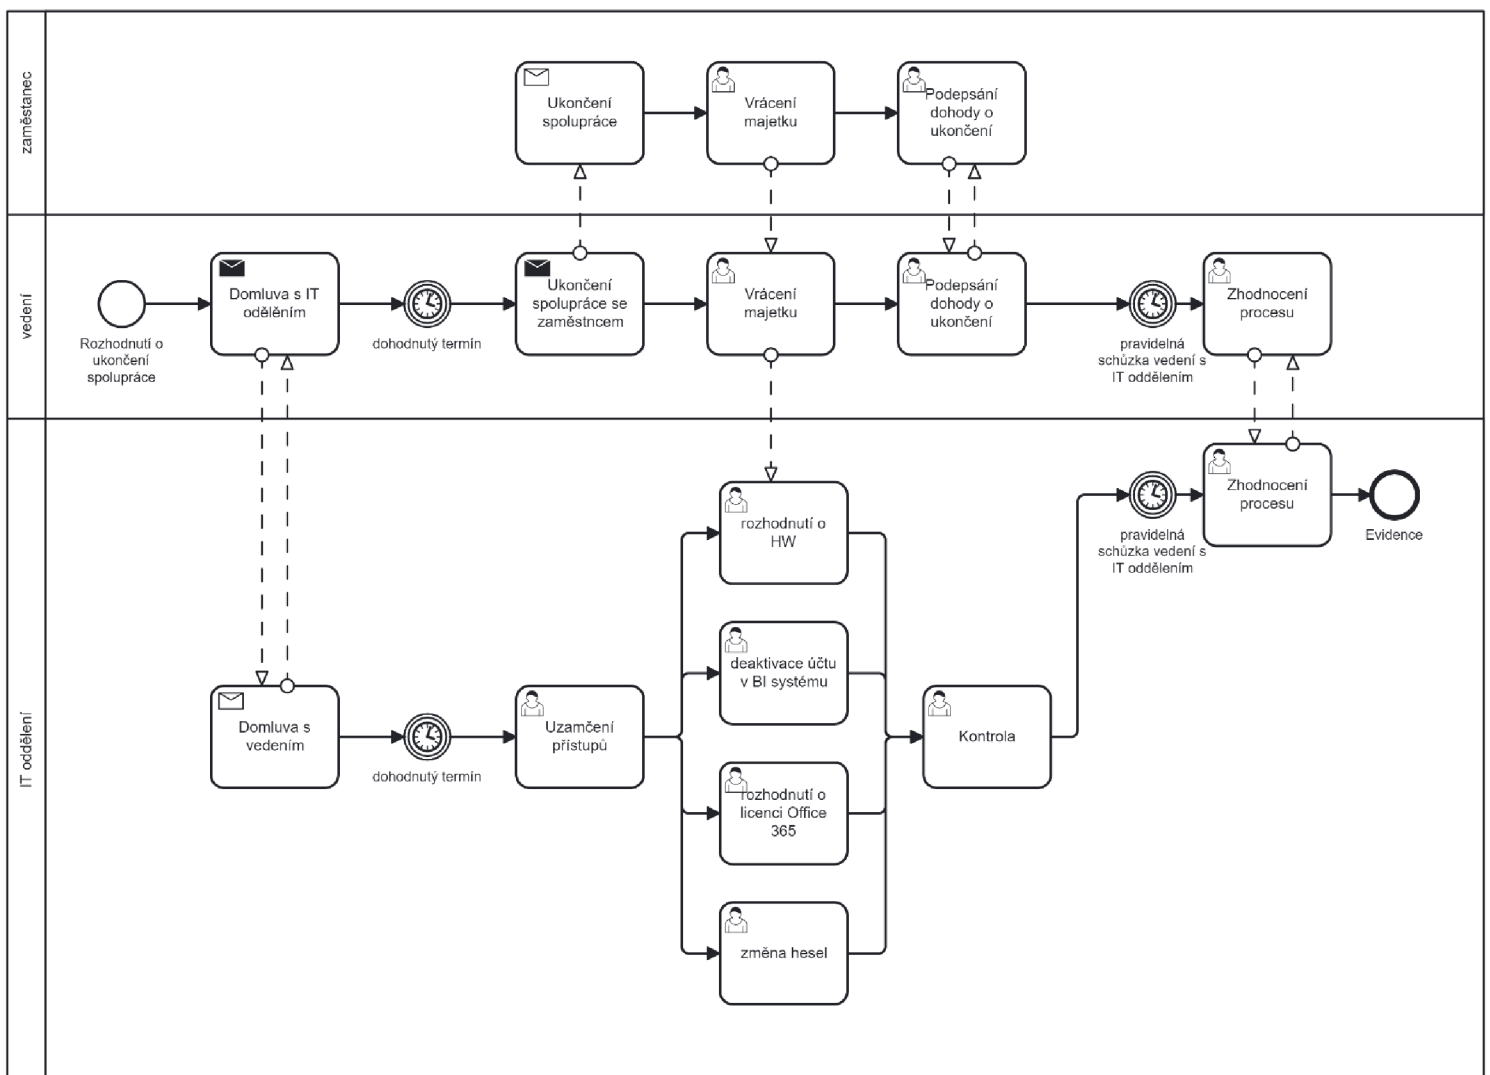 zaměstanec
Ukončení
spolupráce
Vrácení
majetku
Podepsání
dohody o
ukončení
vedení
Rozhodnutí o
ukončení
spolupráce
Domluva s IT
odělěním
dohodnutý termín
Ukončení
spolupráce se
zaměstncem
Vrácení
majetku
Podepsání
dohody o
ukončení
pravidelná
schůzka vedení s
IT oddělením
Zhodnocení
procesu
IT oddělení
Domluva s
vedením
dohodnutý termín
Uzamčení
přístupů
rozhodnutí o
HW
deaktivace účtu
v BI systému
rozhodnutí o
licenci Office
365
změna hesel
Kontrola
pravidelná
schůzka vedení s
IT oddělením
Zhodnocení
procesu
Evidence